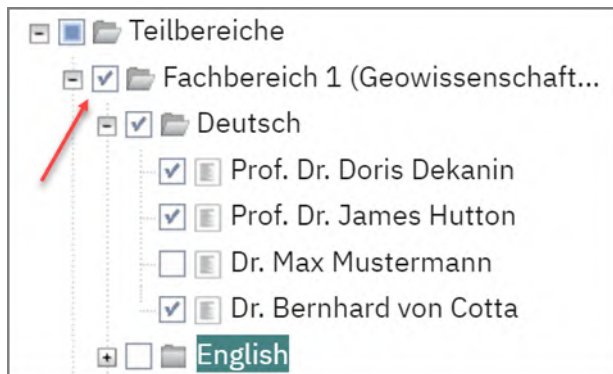 Teilbereiche
Fachbereich 1 (Geowissenschaft...
Deutsch
Prof. Dr. Doris Dekanin
Prof. Dr. James Hutton
Dr. Max Mustermann
Dr. Bernhard von Cotta
English